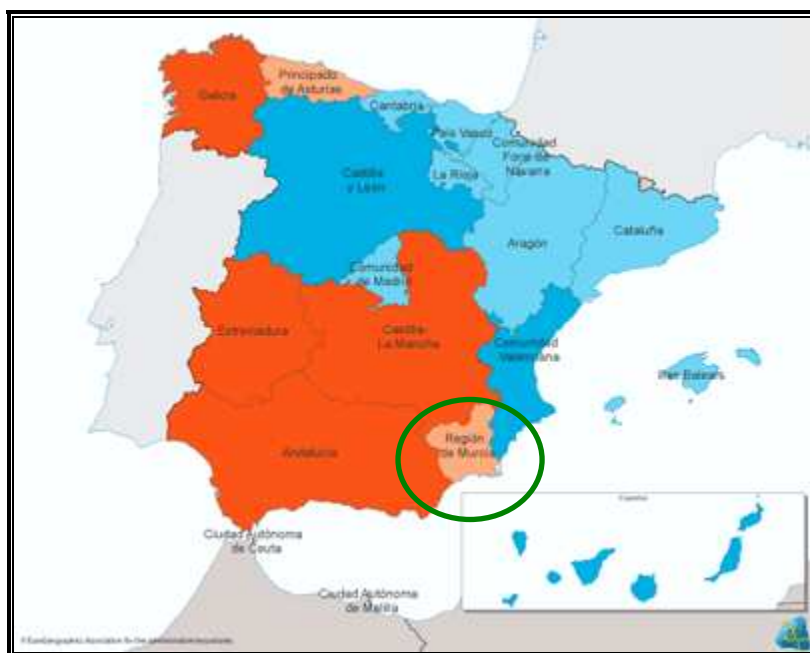 Principado
de Asturias
Galicia
Cantabria
País Vasco
Comunidad
Foral de
Navarra
La Rioja
Castilla
y León
Cataluña
Aragón
Comunidad
de Madrid
Extremadura
Castilla-
La Mancha
Comunidad
Valenciana
Illes Balears
Región
de Murcia
Andalucía
Ciudad Autónoma
de Ceuta
Ciudad Autónoma
de Melilla